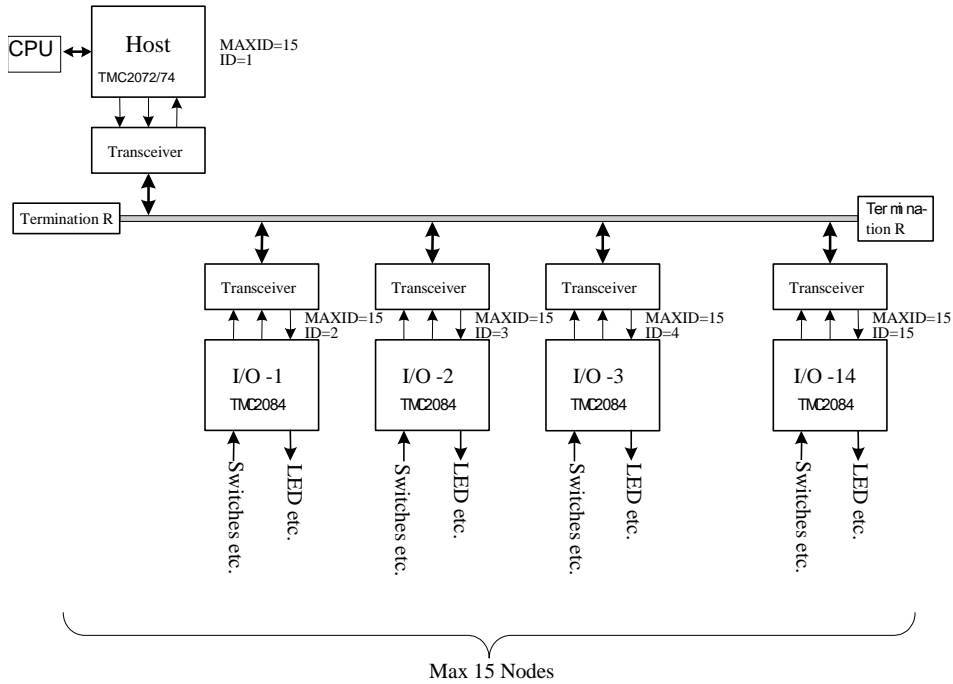 CPU
Host
TMC2072/74
MAXID=15
ID=1
Transceiver
Termination R
Termina-
tion R
Transceiver
Transceiver
Transceiver
Transceiver
MAXID=15
ID=2
MAXID=15
ID=3
MAXID=15
ID=4
MAXID=15
ID=15
I/O -1
TMC2084
I/O -2
TMC2084
I/O -3
TMC2084
I/O -14
TMC2084
Switches etc.
LED etc.
Switches etc.
LED etc.
Switches etc.
LED etc.
Switches etc.
LED etc.
Max 15 Nodes